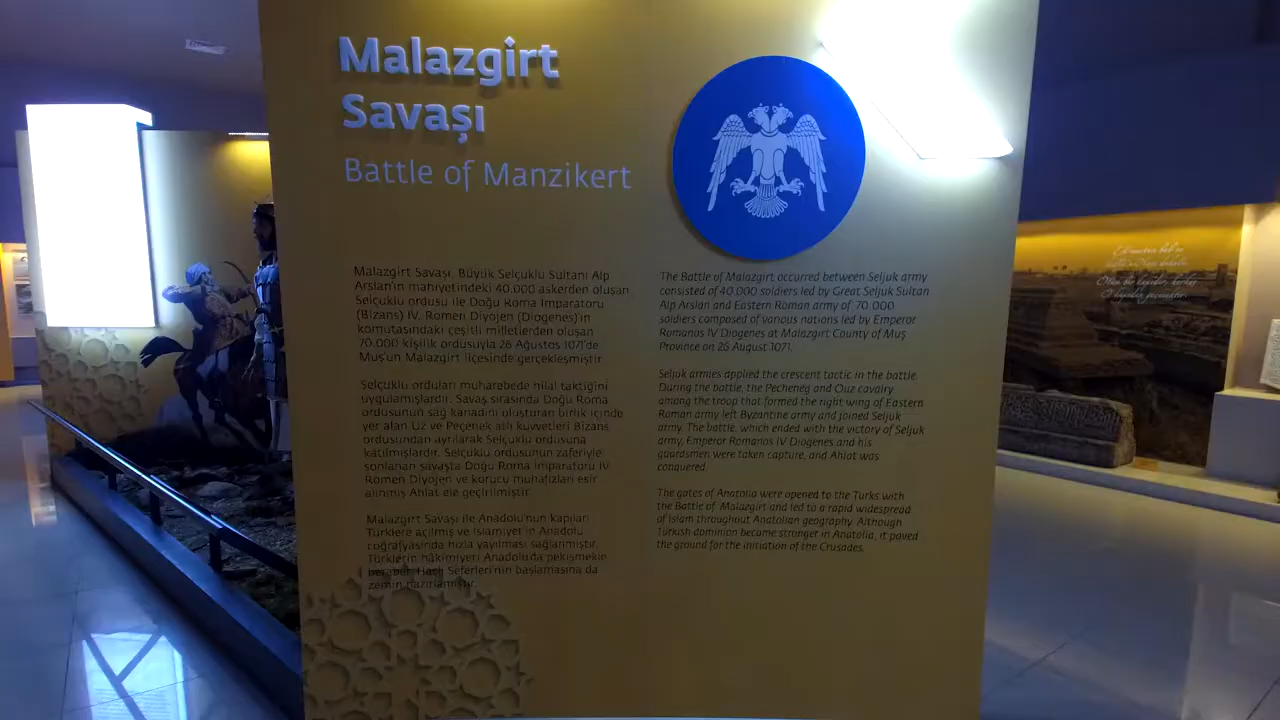 Malazgirt
Savaşı
Battle of Manzikert
Malazgirt Savaşı, Büyük Selçuklu Sultanı Alp
Arslan'ın mahiyetindeki 40.000 askerden oluşan
Selçuklu ordusu ile Doğu Roma İmparatoru
(Bizans) IV. Romen Diyojen (Diogenes)'in
komutasındaki çeşitli milletlerden oluşan
70.000 kişilik ordusuyla 26 Ağustos 1071'de
Muş'un Malazgirt ilçesinde gerçekleşmiştir.
Selçuklu orduları muharebede hilal taktiğini
uygulamışlardır. Savaş sırasında Doğu Roma
ordusunun sağ kanadını oluşturan birlik içinde
yer alan Uz ve Peçenek atlı kuvvetleri Bizans
ordusundan ayrılarak Selçuklu ordusuna
katılmışlardır. Selçuklu ordusunun zaferiyle
sonlanan savaşta Doğu Roma İmparatoru IV.
Romen Diyojen ve korucu muhafızları esir
alınmış Ahlat ele geçirilmiştir.
Malazgirt Savaşı ile Anadolu'nun kapıları
Türklere açılmış ve İslamiyet'in Anadolu
coğrafyasında hızla yayılması sağlanmıştır.
Türklerin hâkimiyeti Anadolu'da pekişmekle
beraber Haçlı Seferleri'nin başlamasına da
zemin hazırlamıştır.
The Battle of Malazgirt occurred between Seljuk army
consisted of 40.000 soldiers led by Great Seljuk Sultan
Alp Arslan and Eastern Roman army of 70.000
soldiers composed of various nations led by Emperor
Romanos IV Diogenes at Malazgirt County of Muş
Province on 26 August 1071.
Seljuk armies applied the crescent tactic in the battle.
During the battle, the Pecheneg and Ouz cavalry
among the troop that formed the right wing of Eastern
Roman army left Byzantine army and joined Seljuk
army. The battle, which ended with the victory of Seljuk
army, Emperor Romanos IV Diogenes and his
guardsmen were taken capture, and Ahlat was
conquered.
The gates of Anatolia were opened to the Turks with
the Battle of Malazgirt and led to a rapid widespread
of Islam throughout Anatolian geography. Although
Turkish dominion became stronger in Anatolia, it paved
the ground for the initiation of the Crusades.